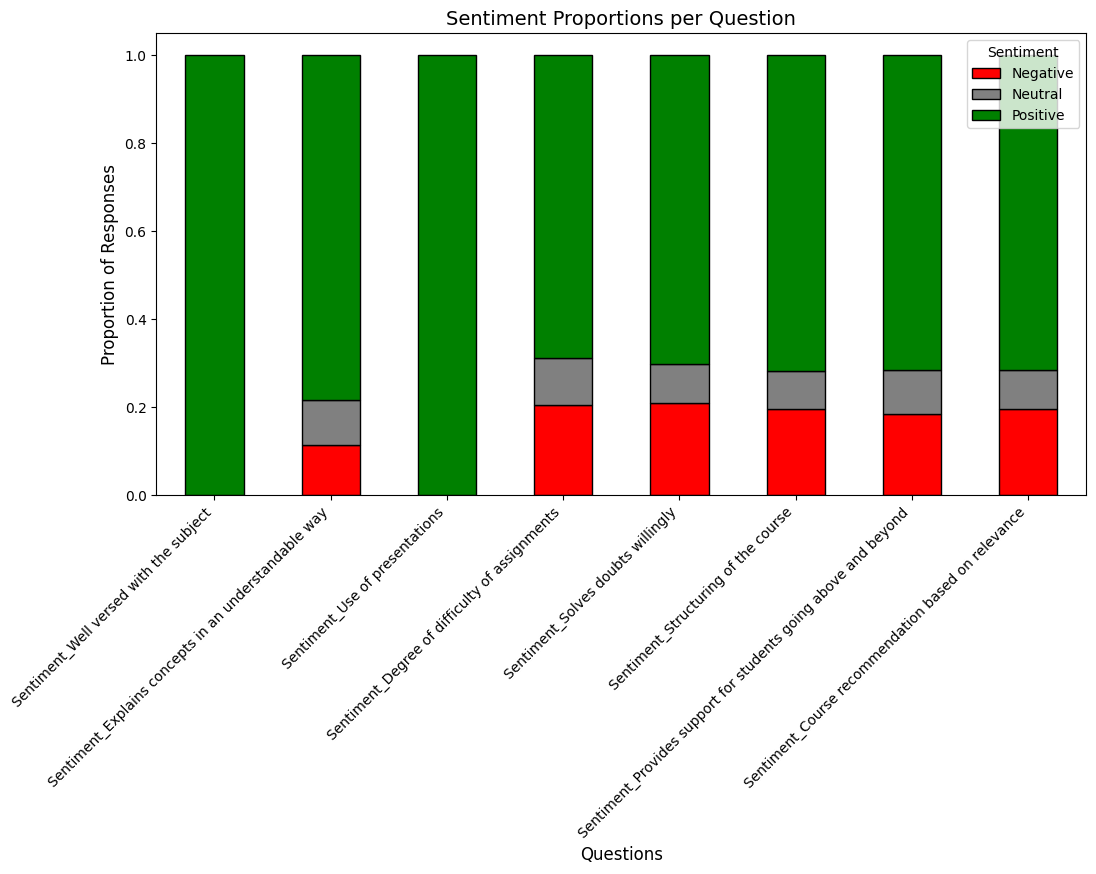 Sentiment Proportions per Question
Proportion of Responses
1.0
0.8
0.6
0.4
0.2
0.0
Sentiment
Negative
Neutral
Positive
Sentiment_Well versed with the subject
Sentiment_Explains concepts in an understandable way
Sentiment_Use of presentations
Sentiment_Degree of difficulty of assignments
Sentiment_Solves doubts willingly
Sentiment_Structuring of the course
Sentiment_Provides support for students going above and beyond
Sentiment_Course recommendation based on relevance
Questions